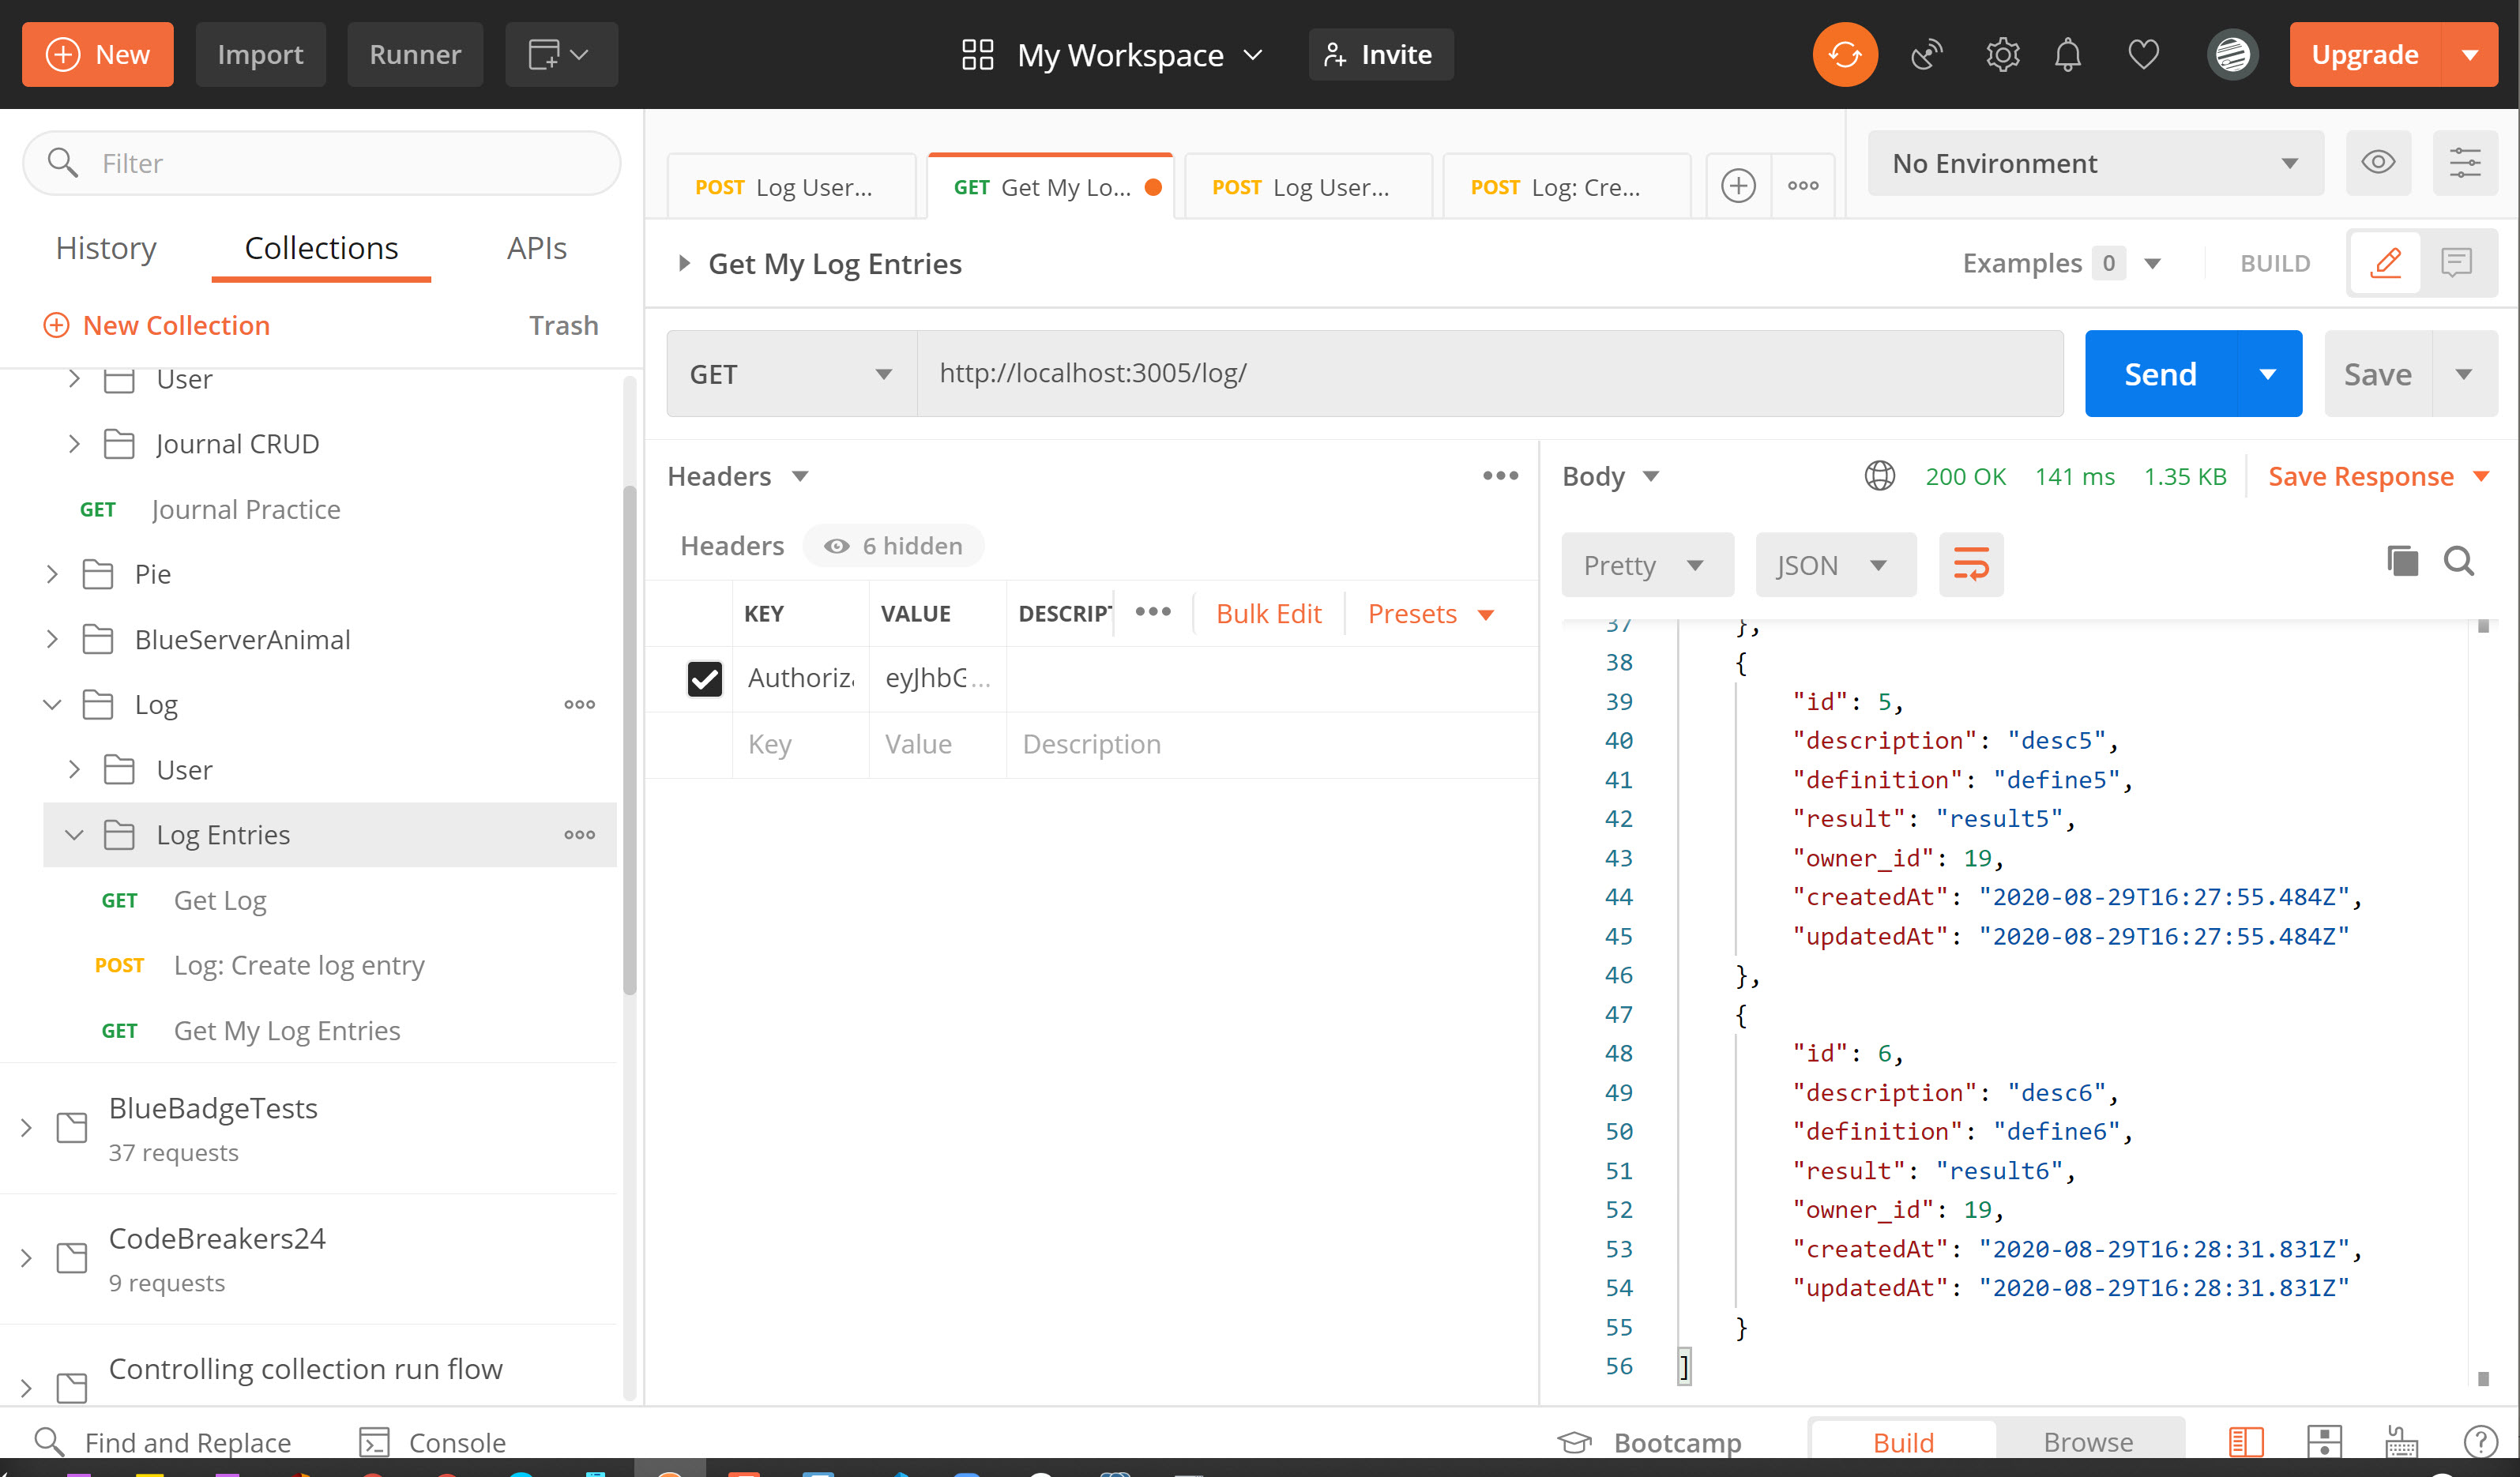 New
Import
Runner
My Workspace
Invite
Upgrade
Filter
History
Collections
APIs
New Collection
Trash
User
Journal CRUD
GET Journal Practice
Pie
BlueServerAnimal
Log
User
Log Entries
GET Get Log
POST Log: Create log entry
GET Get My Log Entries
BlueBadgeTests
37 requests
CodeBreakers24
9 requests
Controlling collection run flow
POST Log User...
GET Get My Lo...
POST Log User...
POST Log: Cre...
No Environment
Get My Log Entries
Examples 0
BUILD
GET
http://localhost:3005/log/
Send
Save
Headers
Headers
6 hidden
KEY VALUE DESCRIPT
Bulk Edit
Presets
Authoriz eyJhbG...
Key Value Description
Body
200 OK 141 ms 1.35 KB
Save Response
Pretty
JSON
37 },
38 {
39 "id": 5,
40 "description": "desc5",
41 "definition": "define5",
42 "result": "result5",
43 "owner_id": 19,
44 "createdAt": "2020-08-29T16:27:55.484Z",
45 "updatedAt": "2020-08-29T16:27:55.484Z"
46 },
47 {
48 "id": 6,
49 "description": "desc6",
50 "definition": "define6",
51 "result": "result6",
52 "owner_id": 19,
53 "createdAt": "2020-08-29T16:28:31.831Z",
54 "updatedAt": "2020-08-29T16:28:31.831Z"
55 }
56 ]
Find and Replace
Console
Bootcamp
Build
Browse